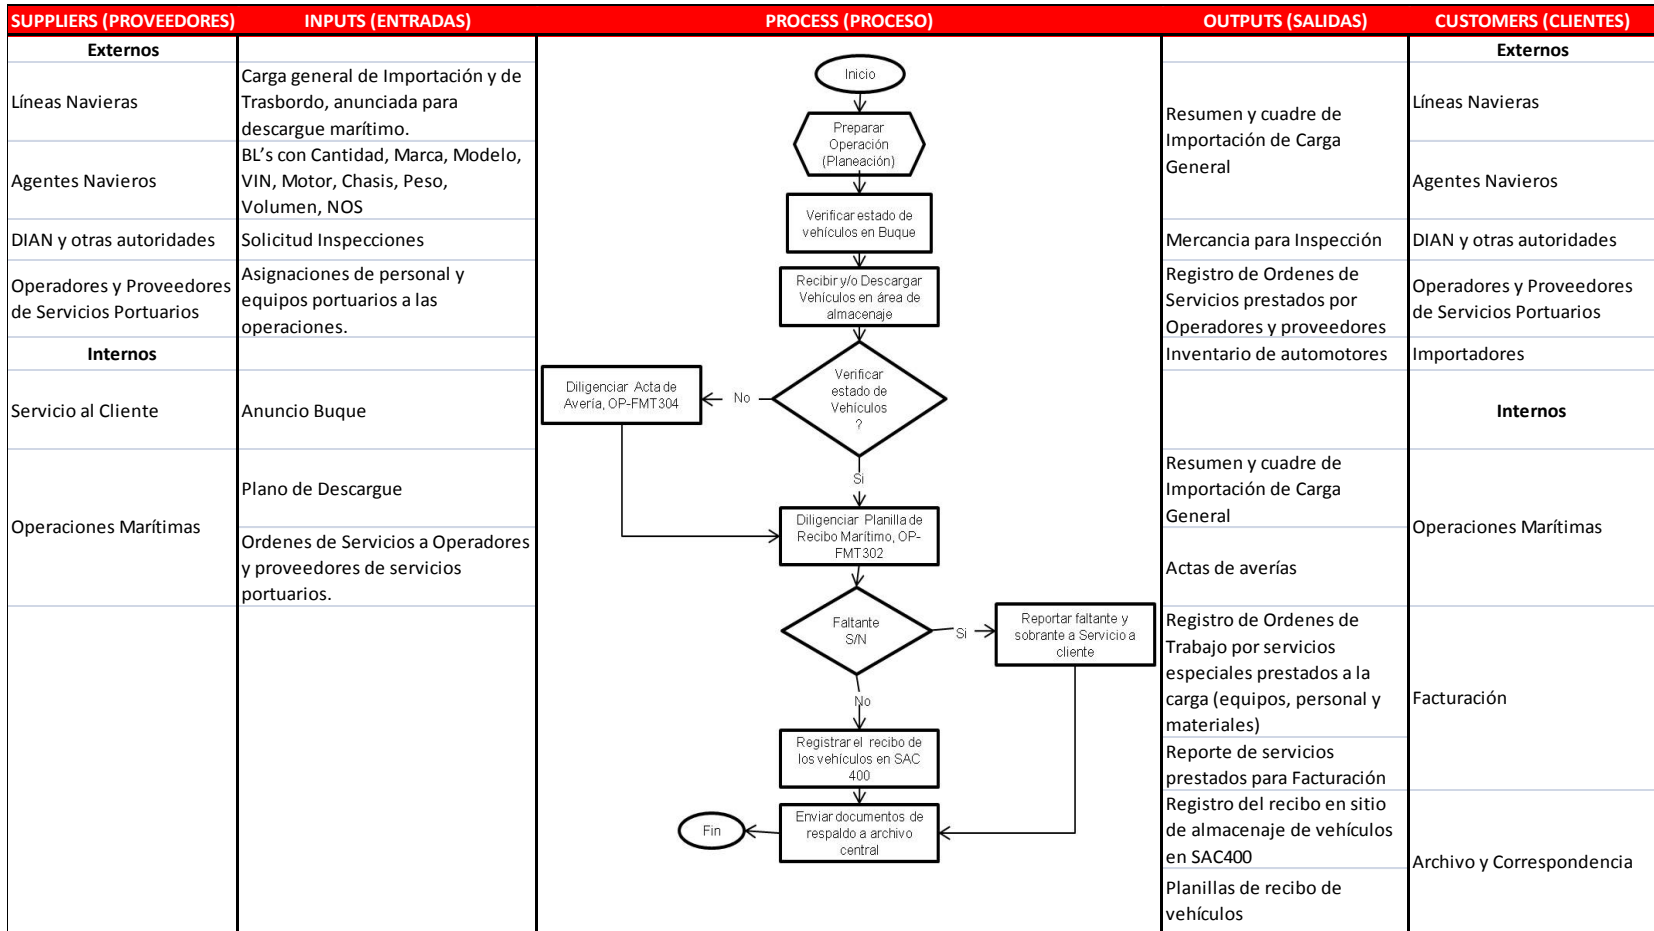 SUPPLIERS (PROVEEDORES)
INPUTS (ENTRADAS)
PROCESS (PROCESO)
OUTPUTS (SALIDAS)
CUSTOMERS (CLIENTES)
Externos
Líneas Navieras
Agentes Navieros
DIAN y otras autoridades
Operadores y Proveedores
de Servicios Portuarios
Internos
Servicio al Cliente
Operaciones Marítimas
Carga general de Importación y de
Trasbordo, anunciada para
descargue marítimo.
BL's con Cantidad, Marca, Modelo,
VIN, Motor, Chasis, Peso,
Volumen, NOS
Solicitud Inspecciones
Asignaciones de personal y
equipos portuarios a las
operaciones.
Anuncio Buque
Plano de Descargue
Ordenes de Servicios a Operadores
y proveedores de servicios
portuarios.
Inicio
Preparar
Operación
(Planeación)
Verificar estado de
vehículos en Buque
Recibir y/o Descargar
Vehículos en área de
almacenaje
Verificar
estado de
Vehículos
?
No
Diligenciar Acta de
Avería, OP-FMT304
Si
Diligenciar Planilla de
Recibo Marítimo, OP-
FMT302
Faltante
S/N
Si
Reportar faltante y
sobrante a Servicio a
cliente
No
Registrar el recibo de
los vehículos en SAC
400
Enviar documentos de
respaldo a archivo
central
Fin
Resumen y cuadre de
Importación de Carga
General
Mercancia para Inspección
Registro de Ordenes de
Servicios prestados por
Operadores y proveedores
Inventario de automotores
Resumen y cuadre de
Importación de Carga
General
Actas de averías
Registro de Ordenes de
Trabajo por servicios
especiales prestados a la
carga (equipos, personal y
materiales)
Reporte de servicios
prestados para Facturación
Registro del recibo en sitio
de almacenaje de vehículos
en SAC400
Planillas de recibo de
vehículos
Externos
Líneas Navieras
Agentes Navieros
DIAN y otras autoridades
Operadores y Proveedores
de Servicios Portuarios
Importadores
Internos
Operaciones Marítimas
Facturación
Archivo y Correspondencia